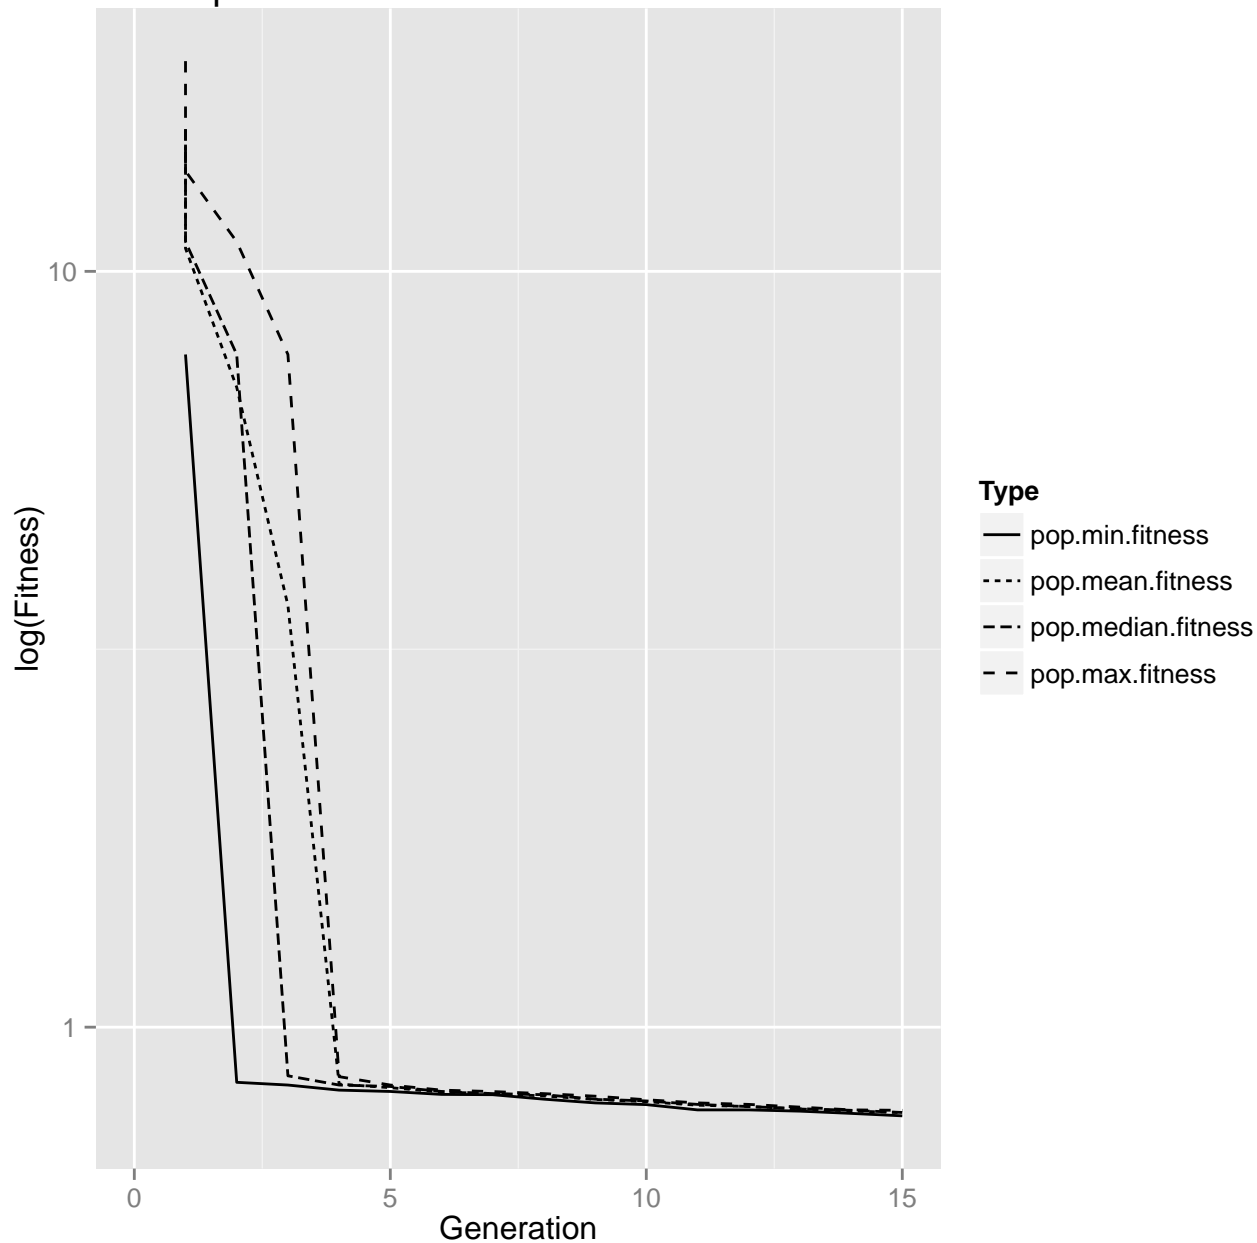 10
1
log(Fitness)
0
5
10
15
Generation
Type
pop.min.fitness
pop.mean.fitness
pop.median.fitness
pop.max.fitness